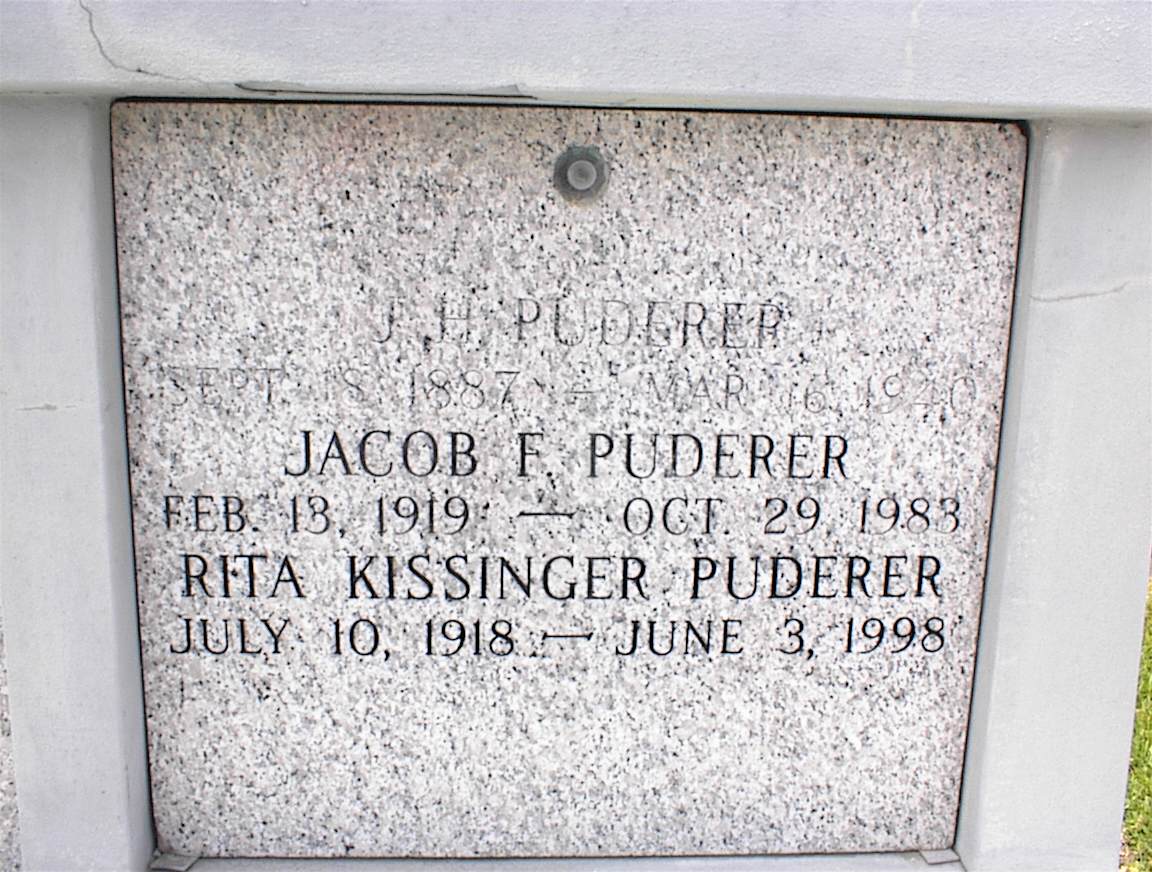 J. H. PUDERER
SEPT. 18, 1887 — MAR. 16, 1940
JACOB F. PUDERER
FEB. 13, 1919 — OCT. 29, 1983
RITA KISSINGER PUDERER
JULY 10, 1918 — JUNE 3, 1998